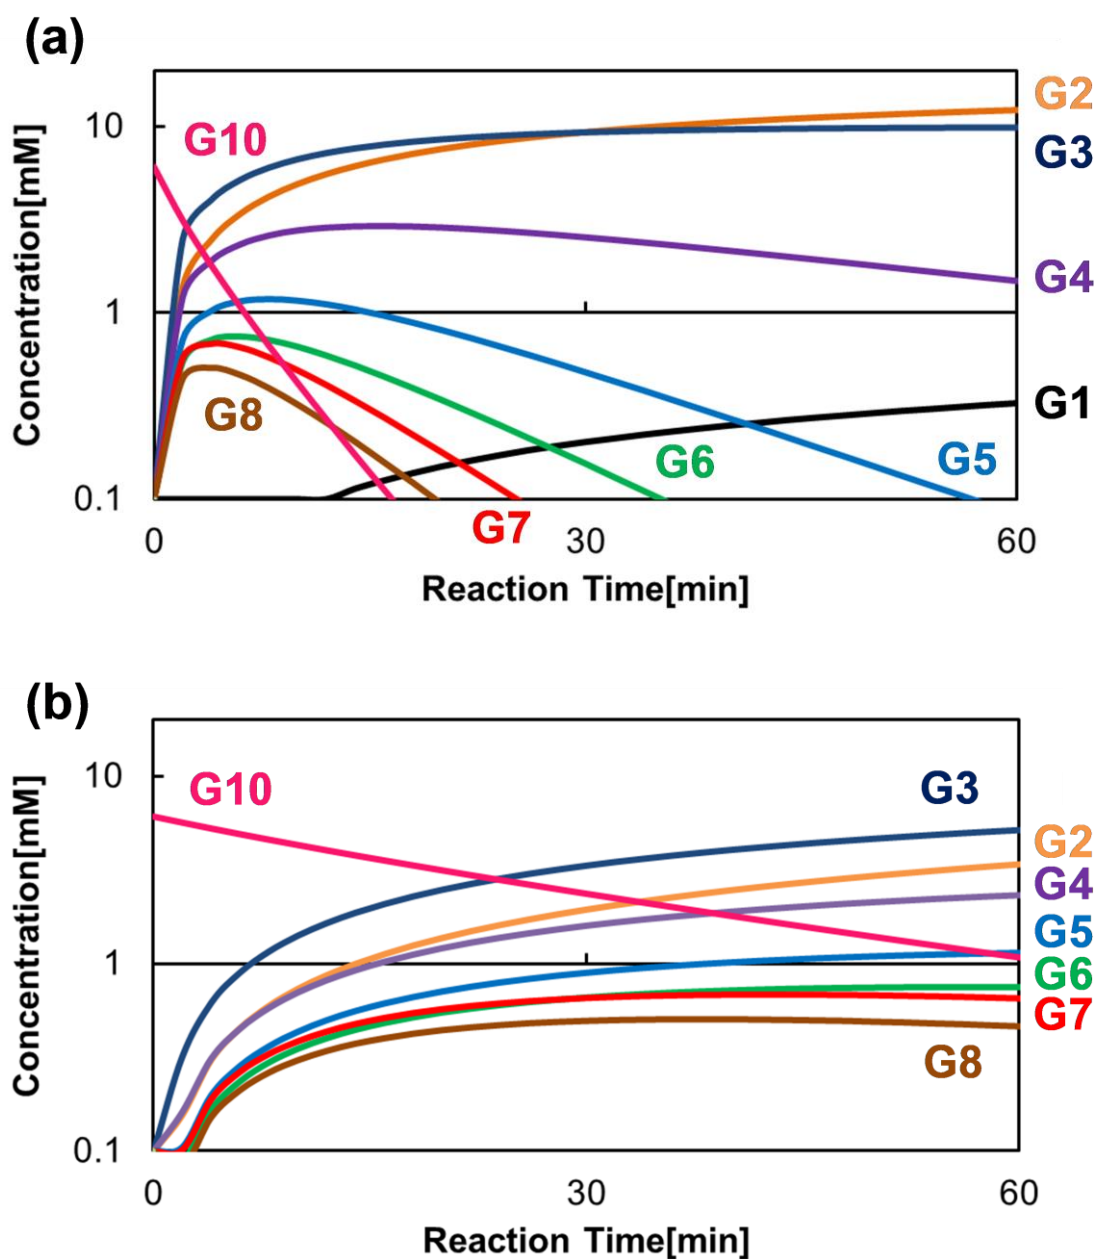 (a)
Concentration[mM]
10
1
0.1
G10
G8
G7
G6
G5
G2
G3
G4
G1
0
30
60
Reaction Time[min]
(b)
Concentration[mM]
10
1
0.1
G10
G3
G2
G4
G5
G6
G7
G8
0
30
60
Reaction Time[min]